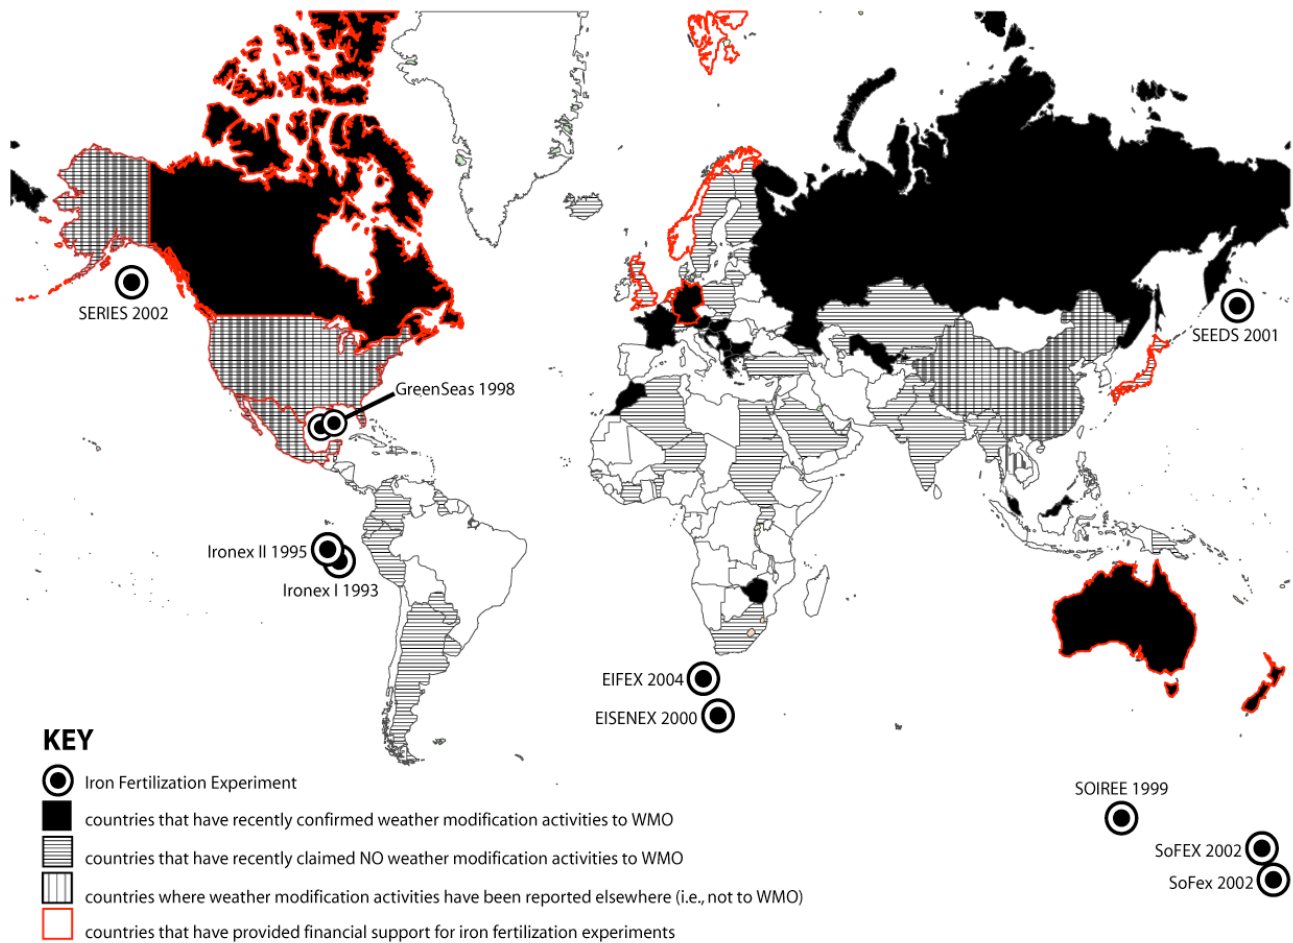 SERIES 2002
SEEDS 2001
GreenSeas 1998
Ironex II 1995
Ironex I 1993
EIFEX 2004
EISENEX 2000
KEY
Iron Fertilization Experiment
SOIREE 1999
countries that have recently confirmed weather modification activities to WMO
SoFEX 2002
countries that have recently claimed NO weather modification activities to WMO
SoFex 2002
countries where weather modification activities have been reported elsewhere (i.e., not to WMO)
countries that have provided financial support for iron fertilization experiments